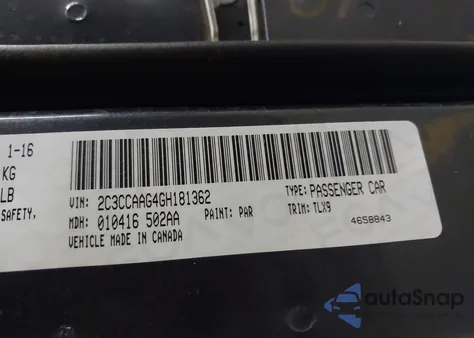 1-16
KG
LB
SAFETY,
VIN: 2C3CCAAG4GH181362
TYPE: PASSENGER CAR
MDH: 010416 502AA
PAINT: PAR
TRIM: TLX9
VEHICLE MADE IN CANADA
4658843
autoSnap